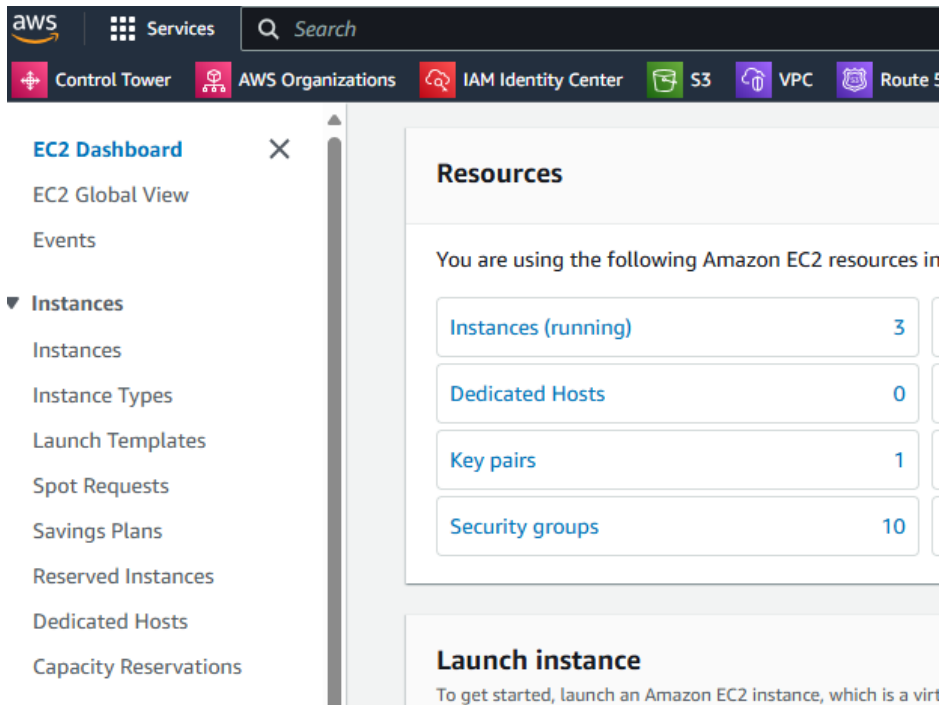 aws Services Search
Control Tower AWS Organizations IAM Identity Center S3 VPC Route
EC2 Dashboard
EC2 Global View
Events
Instances
Instances
Instance Types
Launch Templates
Spot Requests
Savings Plans
Reserved Instances
Dedicated Hosts
Capacity Reservations
Resources
You are using the following Amazon EC2 resources in
Instances (running) 3
Dedicated Hosts 0
Key pairs 1
Security groups 10
Launch instance
To get started, launch an Amazon EC2 instance, which is a virt